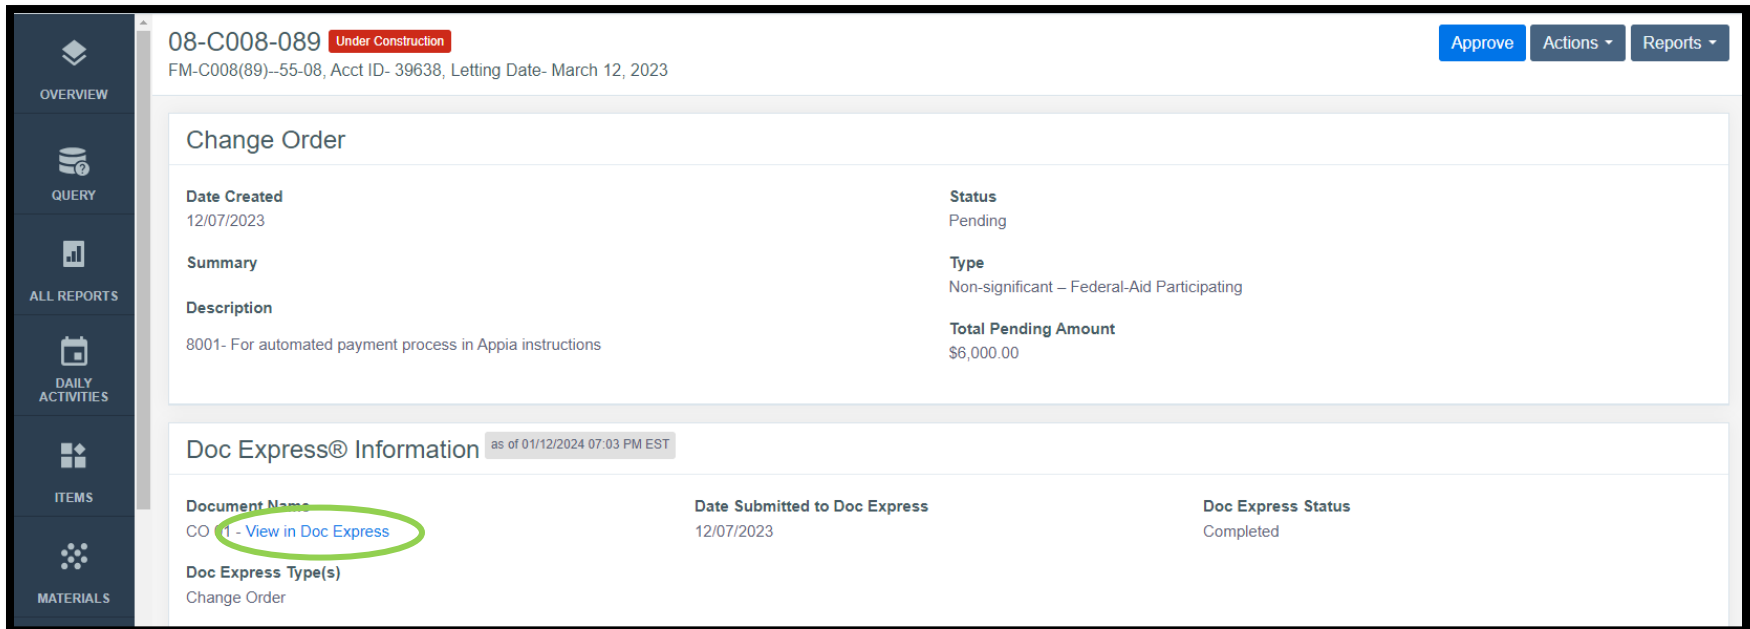 08-C008-089 Under Construction
Approve Actions Reports
FM-C008(89)--55-08, Acct ID- 39638, Letting Date- March 12, 2023
OVERVIEW
QUERY
ALL REPORTS
DAILY
ACTIVITIES
ITEMS
MATERIALS
Change Order
Date Created
12/07/2023
Summary
Description
8001- For automated payment process in Appia instructions
Status
Pending
Type
Non-significant – Federal-Aid Participating
Total Pending Amount
$6,000.00
Doc Express® Information as of 01/12/2024 07:03 PM EST
Document Name
CO 01 - View in Doc Express
Doc Express Type(s)
Change Order
Date Submitted to Doc Express
12/07/2023
Doc Express Status
Completed